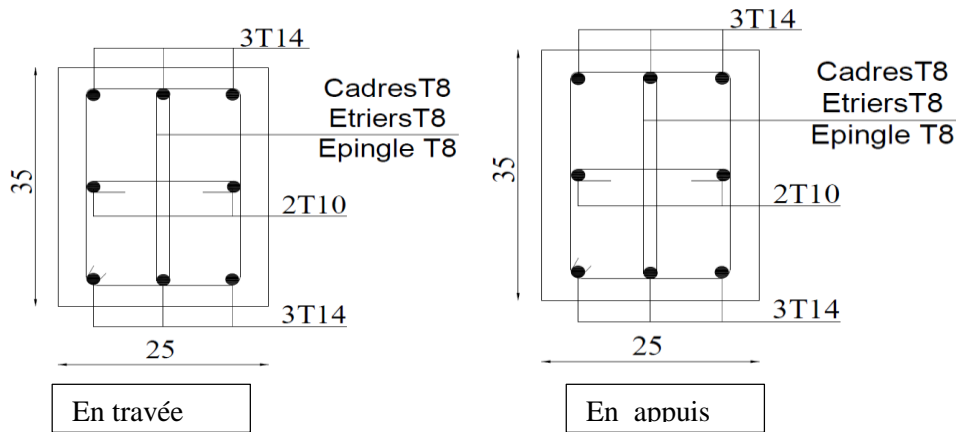 3T14
CadresT8
EtriersT8
Epingle T8
35
2T10
3T14
25
En travée
3T14
CadresT8
EtriersT8
Epingle T8
35
2T10
3T14
25
En appuis